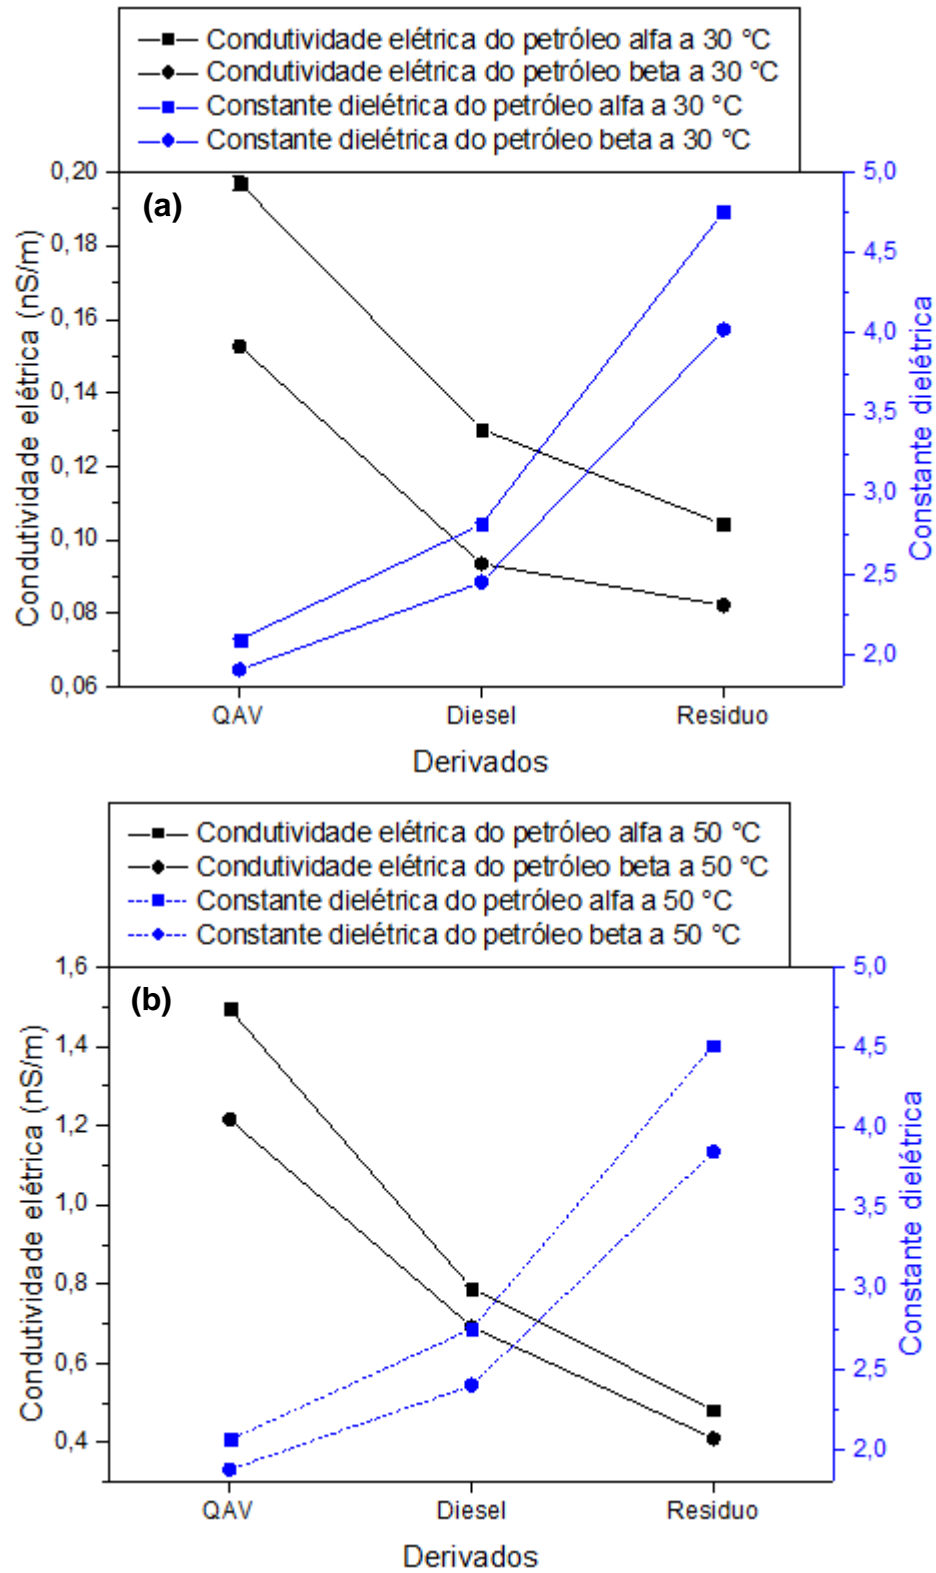 Condutividade elétrica do petróleo alfa a 30 °C
Condutividade elétrica do petróleo beta a 30 °C
Constante dielétrica do petróleo alfa a 30 °C
Constante dielétrica do petróleo beta a 30 °C
(a)
Condutividade elétrica (nS/m)
0,20
0,18
0,16
0,14
0,12
0,10
0,08
0,06
5,0
4,5
4,0
3,5
3,0
2,5
2,0
Constante dielétrica
QAV Diesel Residuo
Derivados
Condutividade elétrica do petróleo alfa a 50 °C
Condutividade elétrica do petróleo beta a 50 °C
Constante dielétrica do petróleo alfa a 50 °C
Constante dielétrica do petróleo beta a 50 °C
(b)
Condutividade elétrica (nS/m)
1,6
1,4
1,2
1,0
0,8
0,6
0,4
5,0
4,5
4,0
3,5
3,0
2,5
2,0
Constante dielétrica
QAV Diesel Residuo
Derivados